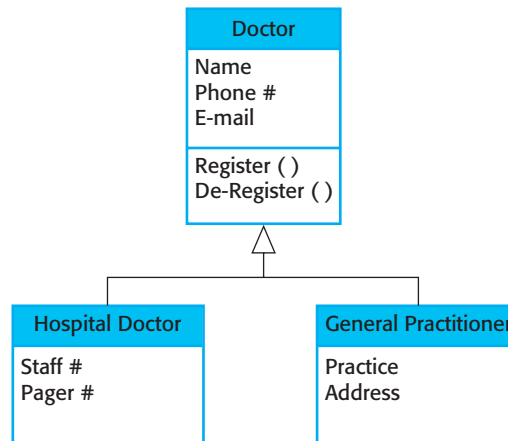 Doctor
Name
Phone #
E-mail
Register ( )
De-Register ( )
Hospital Doctor
Staff #
Pager #
General Practitioner
Practice
Address